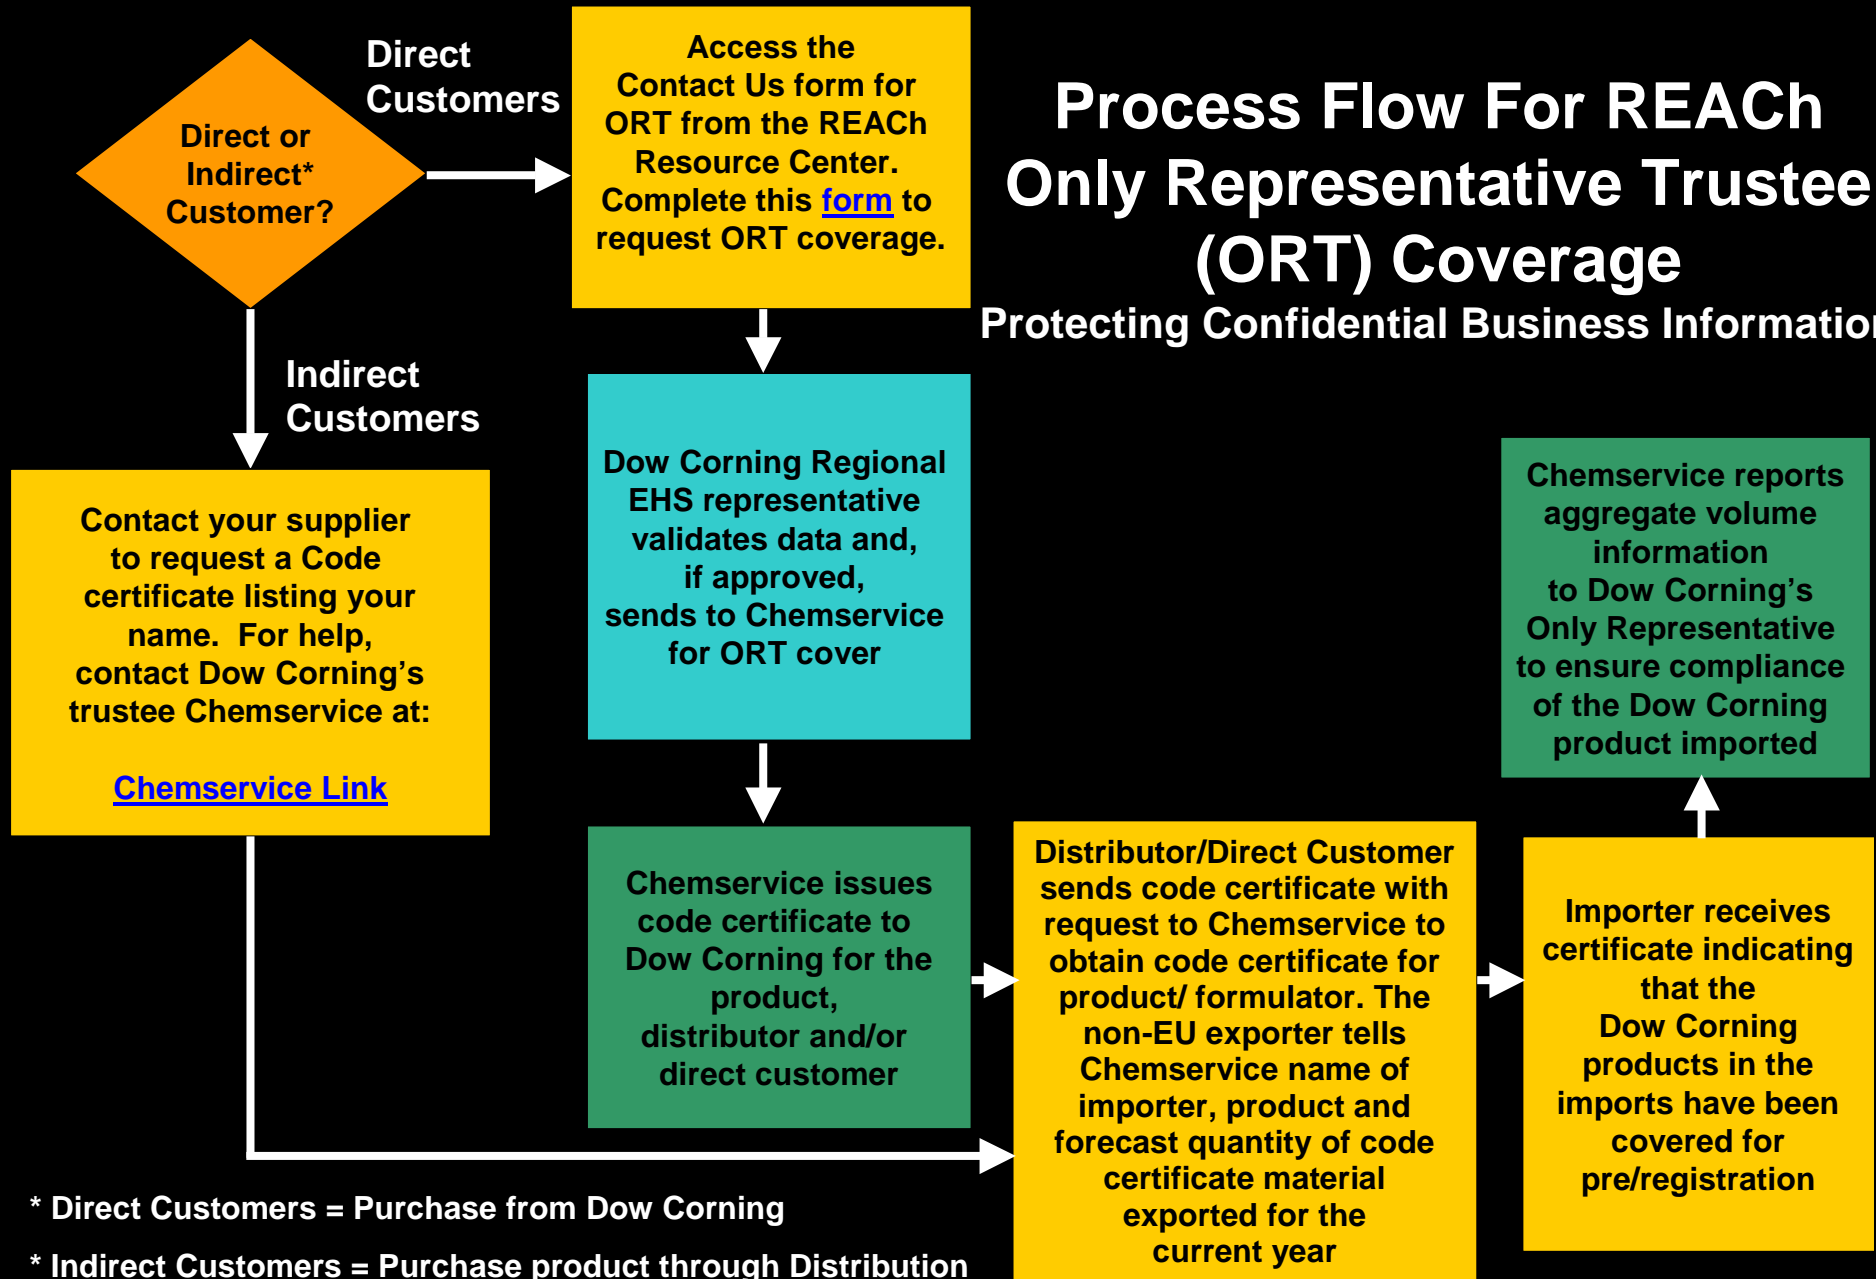 Process Flow For REACh
Only Representative Trustee
(ORT) Coverage
Protecting Confidential Business Information
Direct or
Indirect*
Customer?
Direct
Customers
Indirect
Customers
Access the
Contact Us form for
ORT from the REACh
Resource Center.
Complete this form to
request ORT coverage.
Dow Corning Regional
EHS representative
validates data and,
if approved,
sends to Chemservice
for ORT cover
Contact your supplier
to request a Code
certificate listing your
name. For help,
contact Dow Corning’s
trustee Chemservice at:
Chemservice Link
Chemservice issues
code certificate to
Dow Corning for the
product,
distributor and/or
direct customer
Distributor/Direct Customer
sends code certificate with
request to Chemservice to
obtain code certificate for
product/ formulator. The
non-EU exporter tells
Chemservice name of
importer, product and
forecast quantity of code
certificate material
exported for the
current year
Importer receives
certificate indicating
that the
Dow Corning
products in the
imports have been
covered for
pre/registration
Chemservice reports
aggregate volume
information
to Dow Corning’s
Only Representative
to ensure compliance
of the Dow Corning
product imported
* Direct Customers = Purchase from Dow Corning
* Indirect Customers = Purchase product through Distribution